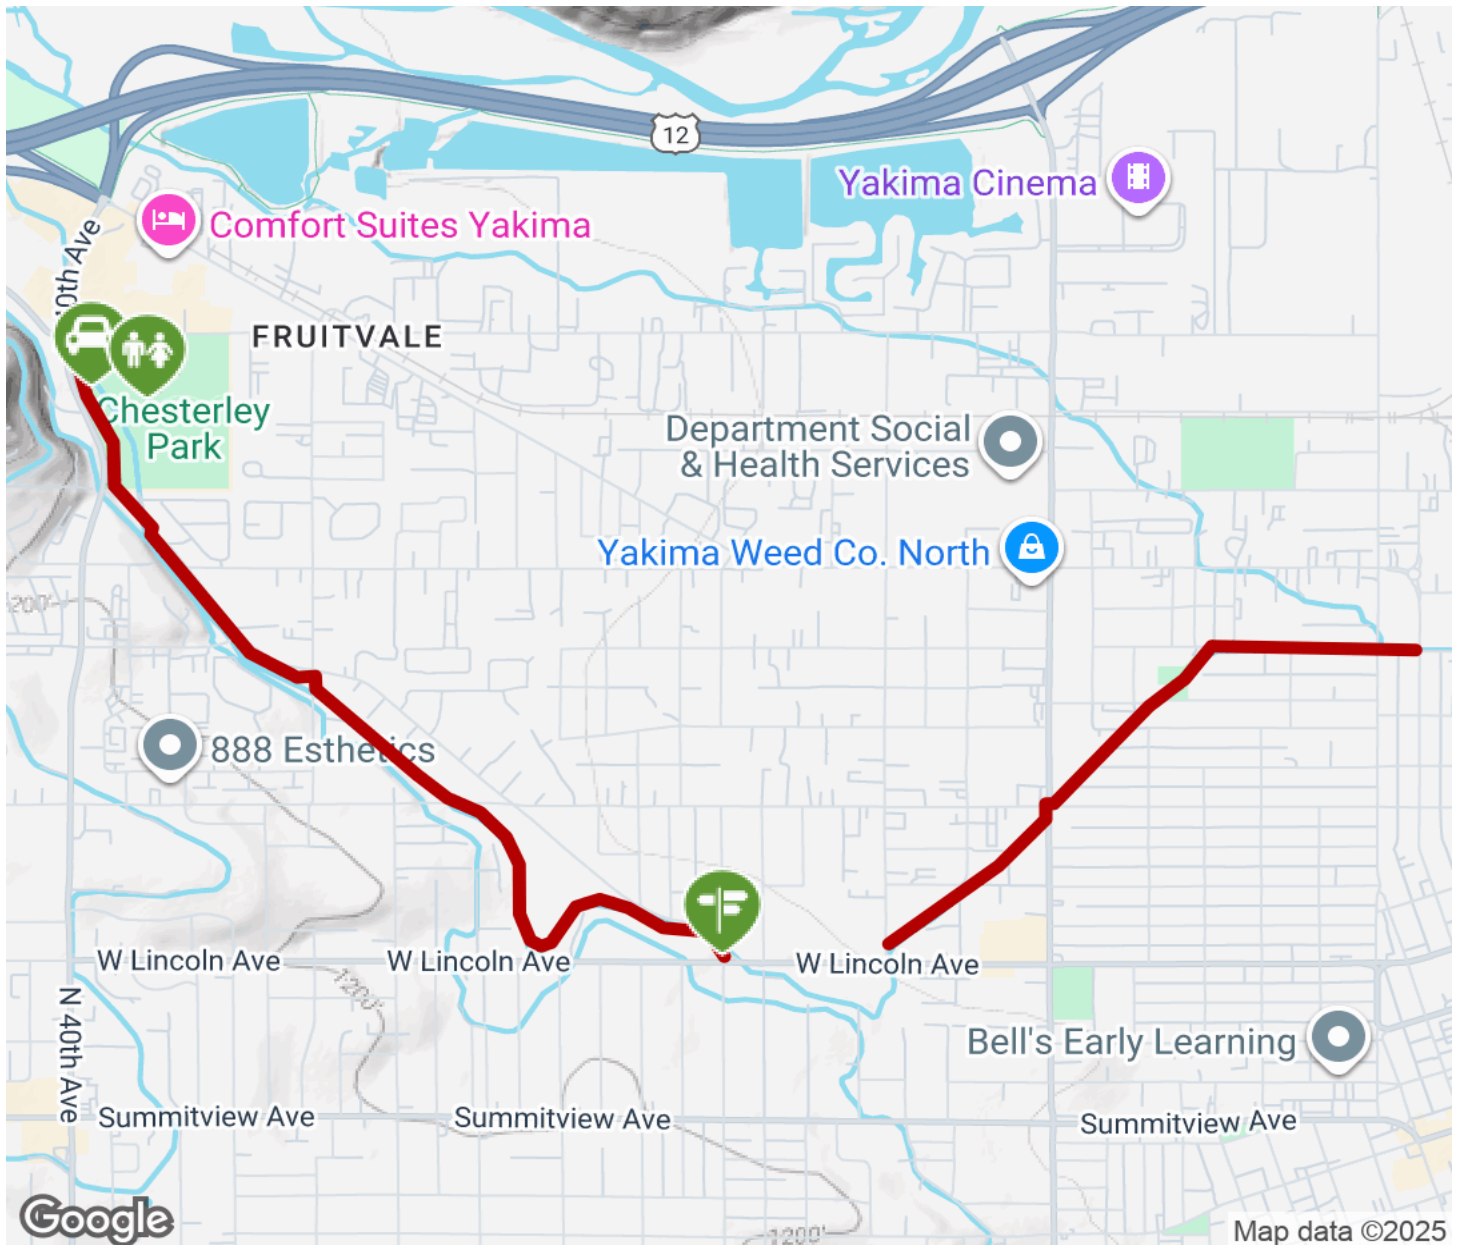 12
Yakima Cinema
Comfort Suites Yakima
40th Ave
FRUITVALE
Chesterley
Park
Department Social
& Health Services
Yakima Weed Co. North
1200'
888 Esthetics
W Lincoln Ave
W Lincoln Ave
W Lincoln Ave
1200'
N 40th Ave
Bell's Early Learning
Summitview Ave
Summitview Ave
Summitview Ave
1200'
Google
Map data ©2025